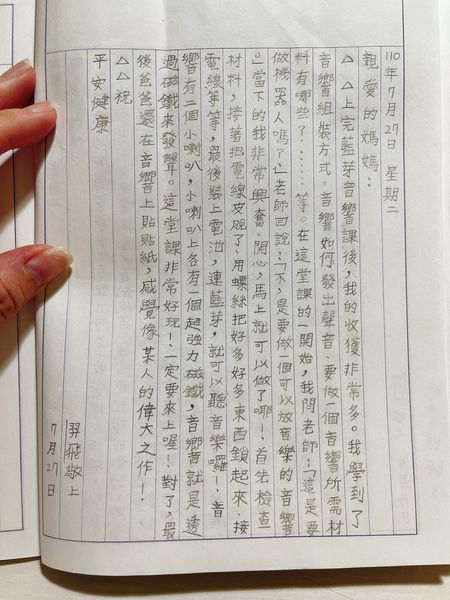 110年7月27日 星期二
親愛的媽媽：
△△上完藍芽音響課後，我的收獲非常多。我學到了
音響組裝方式、音響如何發出聲音、要做一個音響所需材
料有哪些？……等。在這堂課的一開始，我問老師：「這是要
做機器人嗎？」老師回說：「不，是要做一個可以放音樂的音響
。」當下的我非常興奮、開心，馬上就可以做了耶！首先檢查
材料，接著把電線皮脫了，用螺絲把好多好多東西鎖起來、接
電線等等，最後裝上電池，連藍芽，就可以聽音樂囉！音
響有二個小喇叭，小喇叭上各有一個超強力磁鐵，音響就是透
過磁鐵來發聲。這堂課非常好玩！一定要來上喔！對了，最
後爸爸還在音響上貼貼紙，感覺像某人的偉大之作！
△△祝
平安健康
羿飛敬上
7月27日